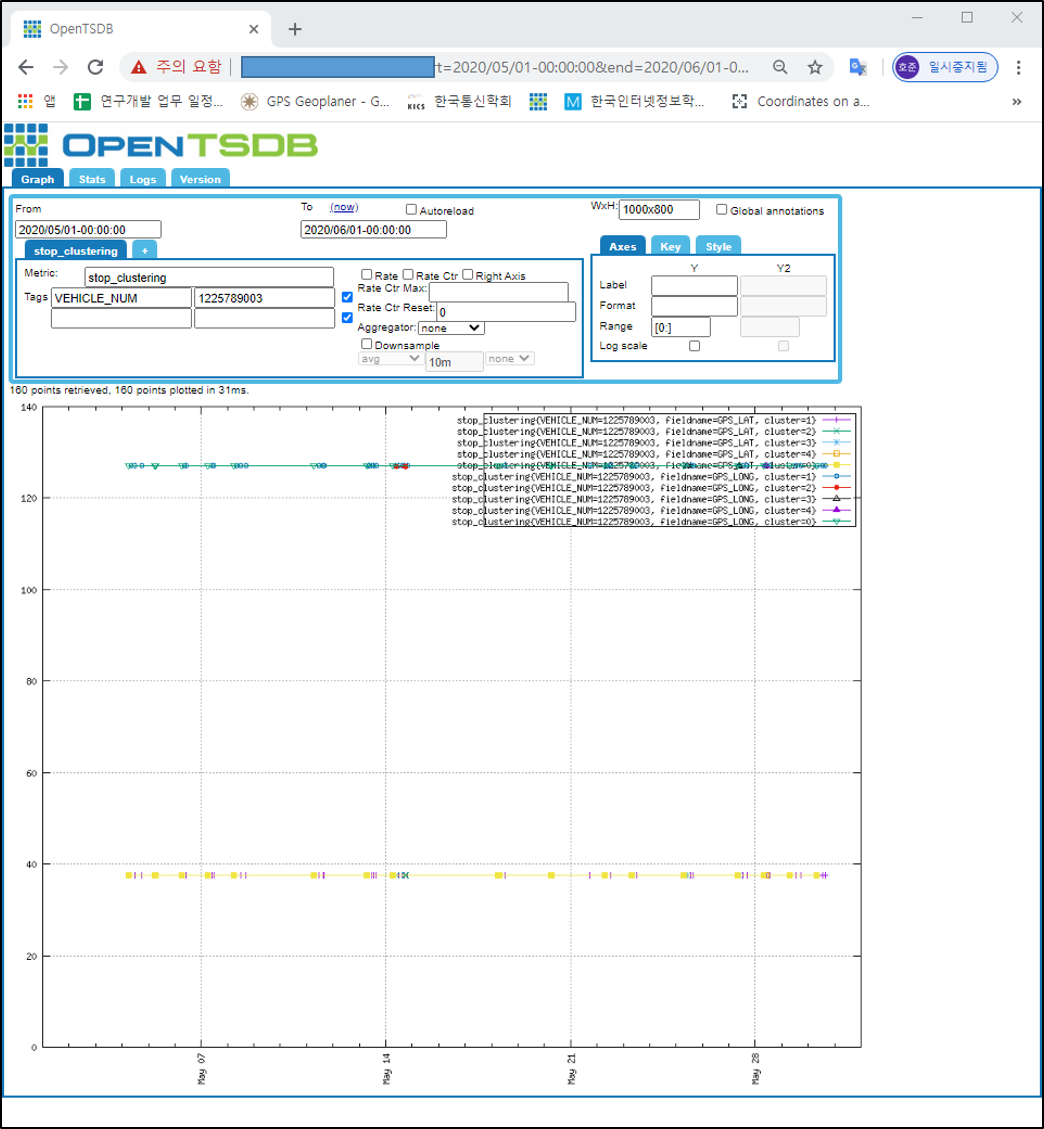 OpenTSDB
주의 요함
rt=2020/05/01-00:00:00&end=2020/06/01-0...
호준
일시중지됨
앱
연구개발 업무 일정...
GPS Geoplaner - G...
KICS
한국통신학회
M
한국인터넷정보학...
Coordinates on a...
»
OPENTSDB
Graph
Stats
Logs
Version
From
To
(now)
Autoreload
WxH:
1000x800
Global annotations
2020/05/01-00:00:00
2020/06/01-00:00:00
stop_clustering
+
Axes
Key
Style
Metric:
stop_clustering
Rate
Rate Ctr
Right Axis
Y
Y2
Tags
VEHICLE_NUM
1225789003
Rate Ctr Max:
Label
Rate Ctr Reset:
0
Format
Aggregator:
none
Range
[0:]
Downsample
Log scale
avg
10m
none
160 points retrieved, 160 points plotted in 31ms.
140
120
100
80
60
40
20
0
stop_clustering{VEHICLE_NUM=1225789003, fieldname=GPS_LAT, cluster=1}
stop_clustering{VEHICLE_NUM=1225789003, fieldname=GPS_LAT, cluster=2}
stop_clustering{VEHICLE_NUM=1225789003, fieldname=GPS_LAT, cluster=3}
stop_clustering{VEHICLE_NUM=1225789003, fieldname=GPS_LAT, cluster=4}
stop_clustering{VEHICLE_NUM=1225789003, fieldname=GPS_LAT, cluster=0}
stop_clustering{VEHICLE_NUM=1225789003, fieldname=GPS_LONG, cluster=1}
stop_clustering{VEHICLE_NUM=1225789003, fieldname=GPS_LONG, cluster=2}
stop_clustering{VEHICLE_NUM=1225789003, fieldname=GPS_LONG, cluster=3}
stop_clustering{VEHICLE_NUM=1225789003, fieldname=GPS_LONG, cluster=4}
stop_clustering{VEHICLE_NUM=1225789003, fieldname=GPS_LONG, cluster=0}
May 07
May 14
May 21
May 28